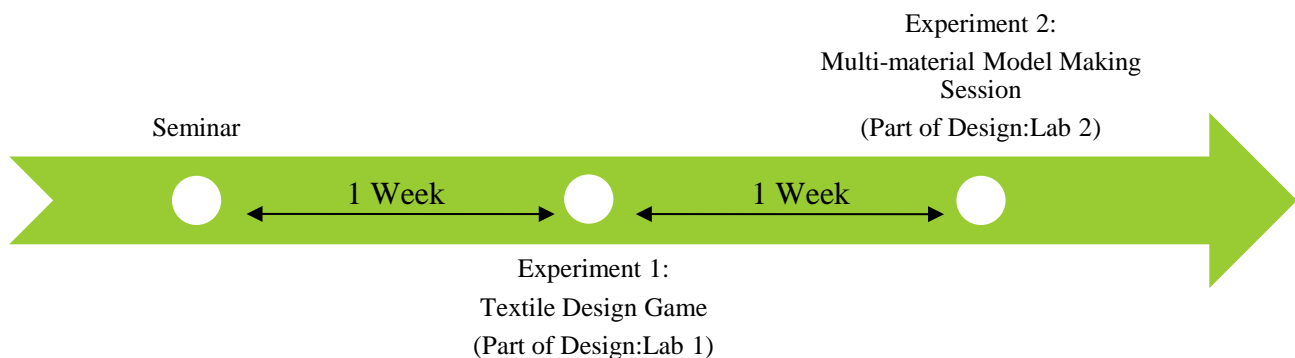 Seminar
1 Week
Experiment 1:
Textile Design Game
(Part of Design:Lab 1)
1 Week
Experiment 2:
Multi-material Model Making
Session
(Part of Design:Lab 2)